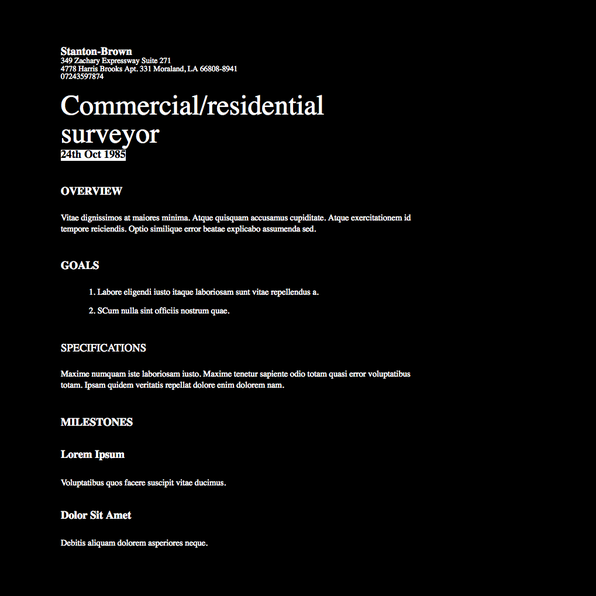 Stanton-Brown
349 Zachary Expressway Suite 271
4778 Harris Brooks Apt. 331 Moraland, LA 66808-8941
07243597874
Commercial/residential
surveyor
24th Oct 1985
OVERVIEW
Vitae dignissimos at maiores minima. Atque quisquam accusamus cupiditate. Atque exercitationem id
tempore reiciendis. Optio similique error beatae explicabo assumenda sed.
GOALS
1. Labore eligendi iusto itaque laboriosam sunt vitae repellendus a.
2. SCum nulla sint officiis nostrum quae.
SPECIFICATIONS
Maxime numquam iste laboriosam iusto. Maxime tenetur sapiente odio totam quasi error voluptatibus
totam. Ipsam quidem veritatis repellat dolore enim dolorem nam.
MILESTONES
Lorem Ipsum
Voluptatibus quos facere suscipit vitae ducimus.
Dolor Sit Amet
Debitis aliquam dolorem asperiores neque.